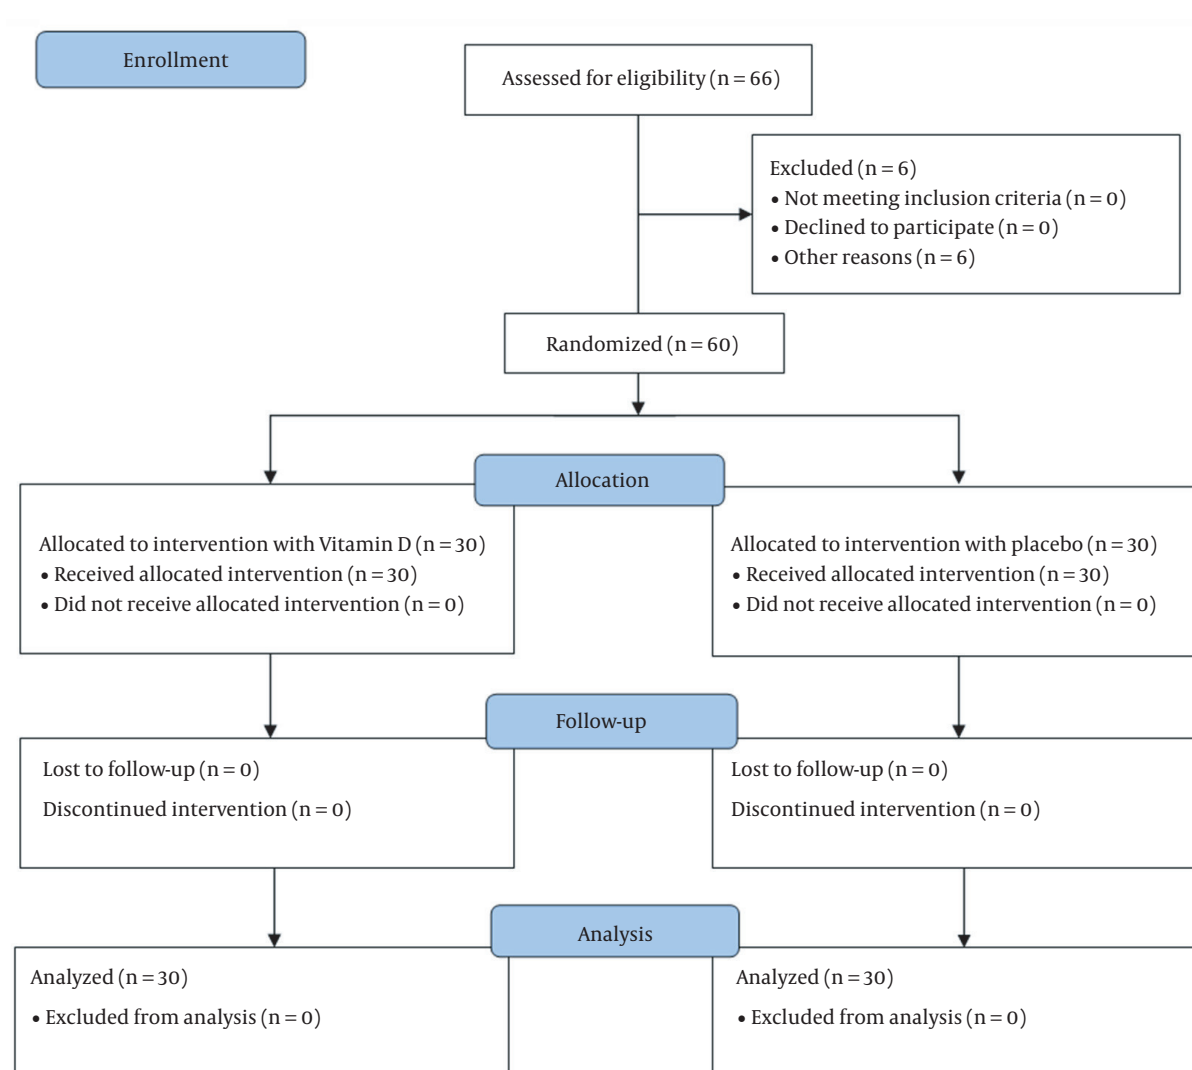 Enrollment
Assessed for eligibility (n = 66)
Excluded (n = 6)
• Not meeting inclusion criteria (n = 0)
• Declined to participate (n = 0)
• Other reasons (n = 6)
Randomized (n = 60)
Allocation
Allocated to intervention with Vitamin D (n = 30)
• Received allocated intervention (n = 30)
• Did not receive allocated intervention (n = 0)
Allocated to intervention with placebo (n = 30)
• Received allocated intervention (n = 30)
• Did not receive allocated intervention (n = 0)
Follow-up
Lost to follow-up (n = 0)
Discontinued intervention (n = 0)
Lost to follow-up (n = 0)
Discontinued intervention (n = 0)
Analysis
Analyzed (n = 30)
• Excluded from analysis (n = 0)
Analyzed (n = 30)
• Excluded from analysis (n = 0)